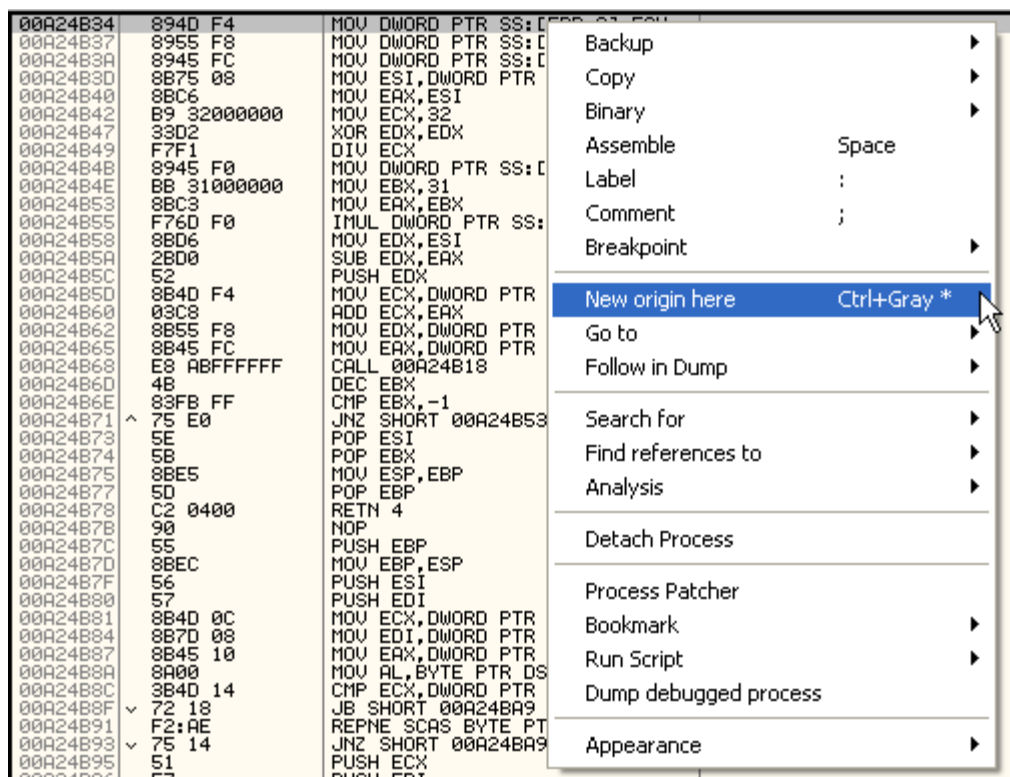 00A24B34 894D F4 MOV DWORD PTR SS:[EBP-C],ECX
00A24B37 8955 F8 MOV DWORD PTR SS:[
00A24B3A 8945 FC MOV DWORD PTR SS:[
00A24B3D 8B75 08 MOV ESI,DWORD PTR
00A24B40 8BC6 MOV EAX,ESI
00A24B42 B9 32000000 MOV ECX,32
00A24B47 33D2 XOR EDX,EDX
00A24B49 F7F1 DIV ECX
00A24B4B 8945 F0 MOV DWORD PTR SS:[
00A24B4E BB 31000000 MOV EBX,31
00A24B53 8BC3 MOV EAX,EBX
00A24B55 F76D F0 IMUL DWORD PTR SS:
00A24B58 8BD6 MOV EDX,ESI
00A24B5A 2BD0 SUB EDX,EAX
00A24B5C 52 PUSH EDX
00A24B5D 8B4D F4 MOV ECX,DWORD PTR
00A24B60 03C8 ADD ECX,EAX
00A24B62 8B55 F8 MOV EDX,DWORD PTR
00A24B65 8B45 FC MOV EAX,DWORD PTR
00A24B68 E8 ABFFFFFF CALL 00A24B18
00A24B6D 4B DEC EBX
00A24B6E 83FB FF CMP EBX,-1
00A24B71 ^ 75 E0 JNZ SHORT 00A24B53
00A24B73 5E POP ESI
00A24B74 5B POP EBX
00A24B75 8BE5 MOV ESP,EBP
00A24B77 5D POP EBP
00A24B78 C2 0400 RETN 4
00A24B7B 90 NOP
00A24B7C 55 PUSH EBP
00A24B7D 8BEC MOV EBP,ESP
00A24B7F 56 PUSH ESI
00A24B80 57 PUSH EDI
00A24B81 8B4D 0C MOV ECX,DWORD PTR
00A24B84 8B7D 08 MOV EDI,DWORD PTR
00A24B87 8B45 10 MOV EAX,DWORD PTR
00A24B8A 8A00 MOV AL,BYTE PTR DS
00A24B8C 3B4D 14 CMP ECX,DWORD PTR
00A24B8F v 72 18 JB SHORT 00A24BA9
00A24B91 F2:AE REPNE SCAS BYTE PT
00A24B93 v 75 14 JNZ SHORT 00A24BA9
00A24B95 51 PUSH ECX
Backup
Copy
Binary
Assemble Space
Label :
Comment ;
Breakpoint
New origin here Ctrl+Gray *
Go to
Follow in Dump
Search for
Find references to
Analysis
Detach Process
Process Patcher
Bookmark
Run Script
Dump debugged process
Appearance